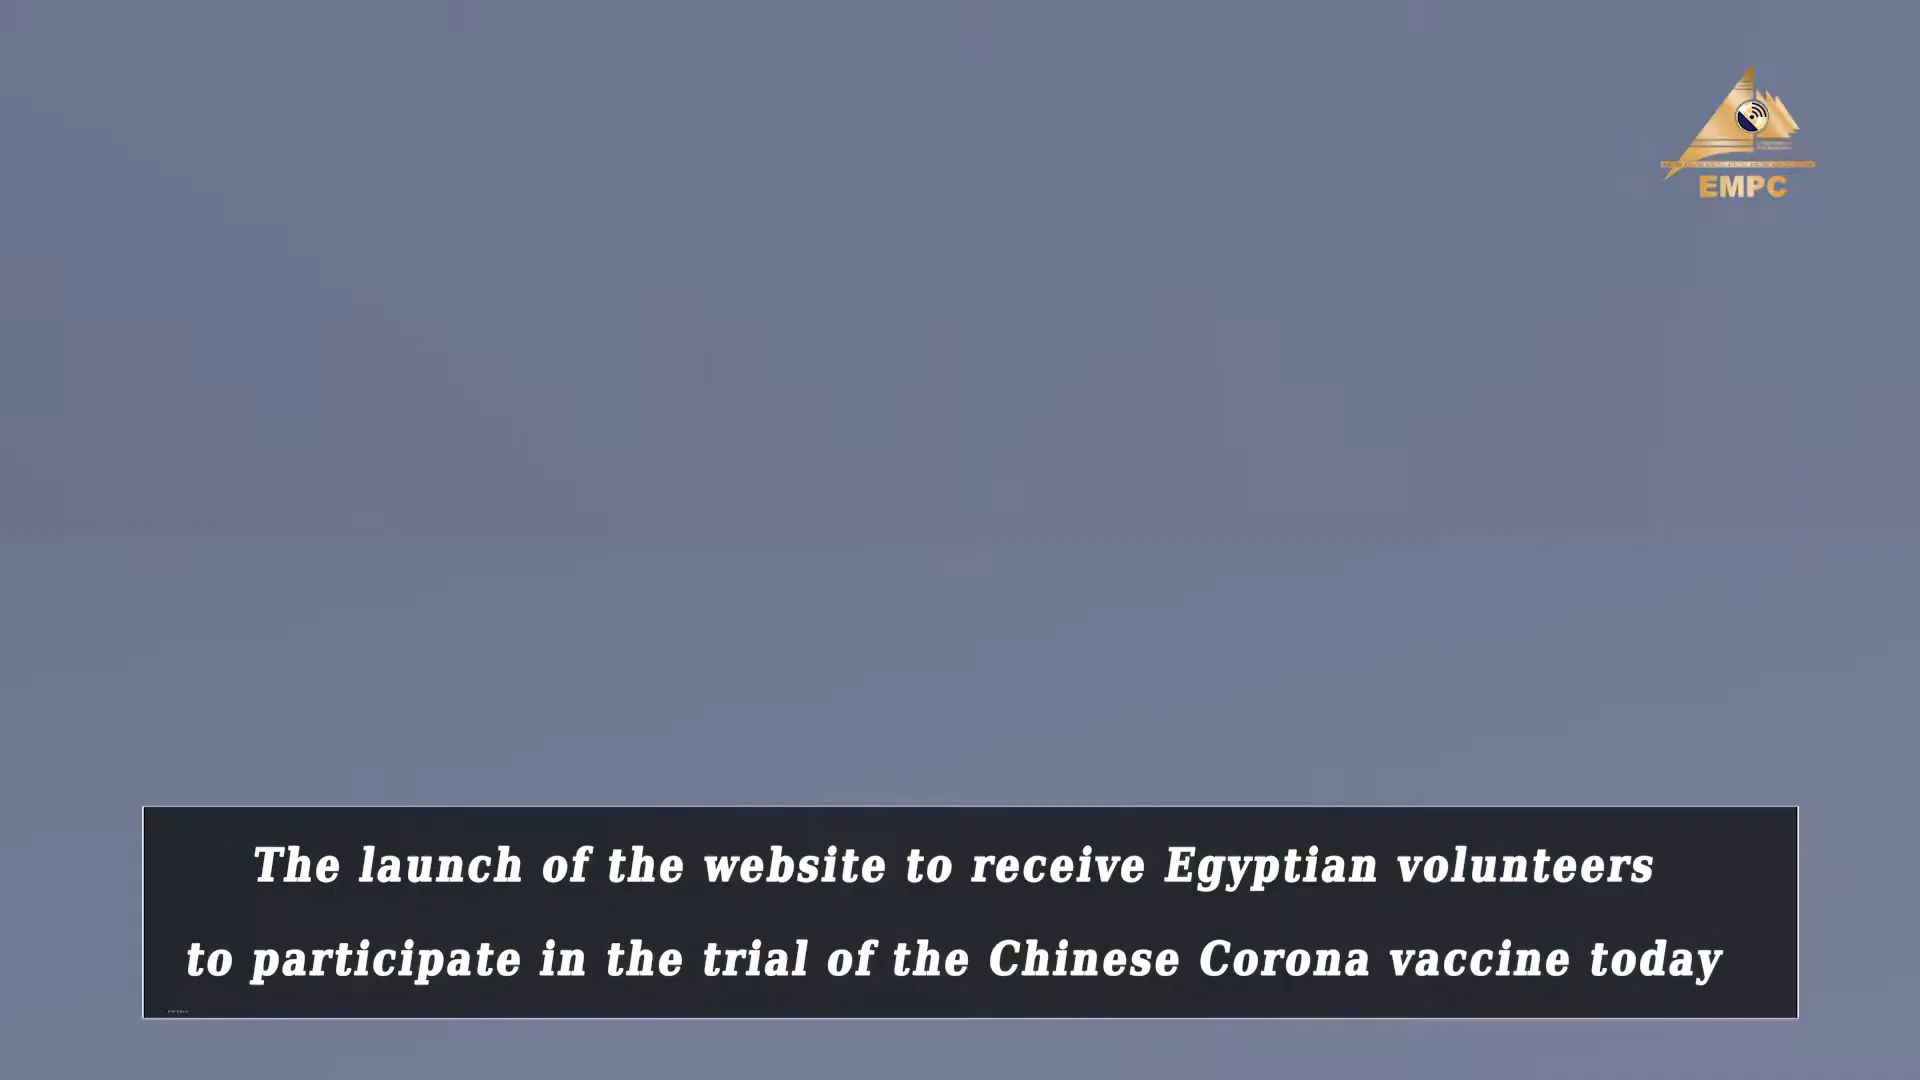 EMPC
The launch of the website to receive Egyptian volunteers
to participate in the trial of the Chinese Corona vaccine today